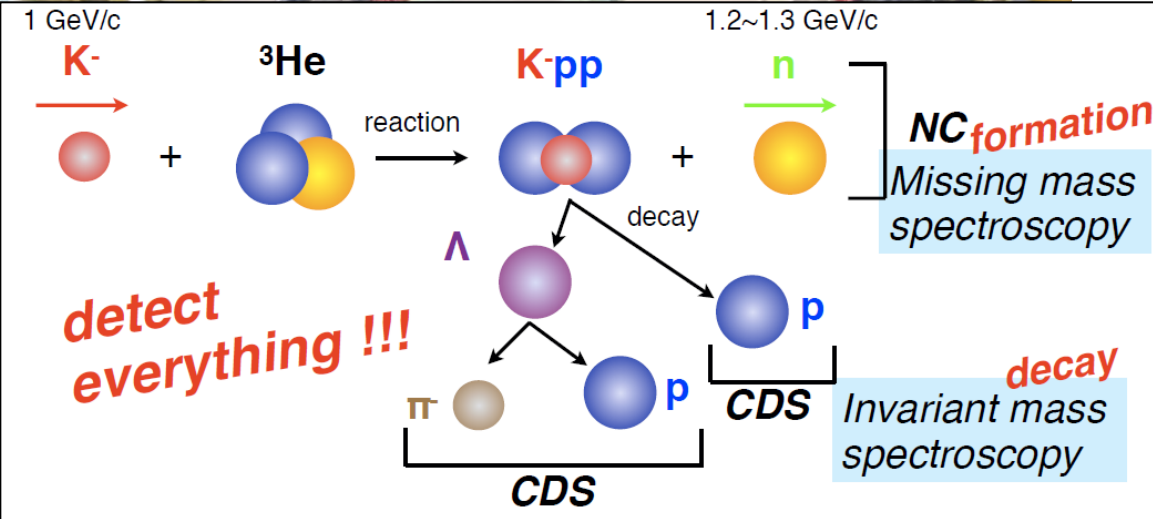 1 GeV/c
1.2~1.3 GeV/c
K-
³He
K-pp
n
reaction
+
+
NC formation
Missing mass
spectroscopy
decay
Λ
p
detect
everything !!!
π-
p
CDS
CDS
decay
Invariant mass
spectroscopy